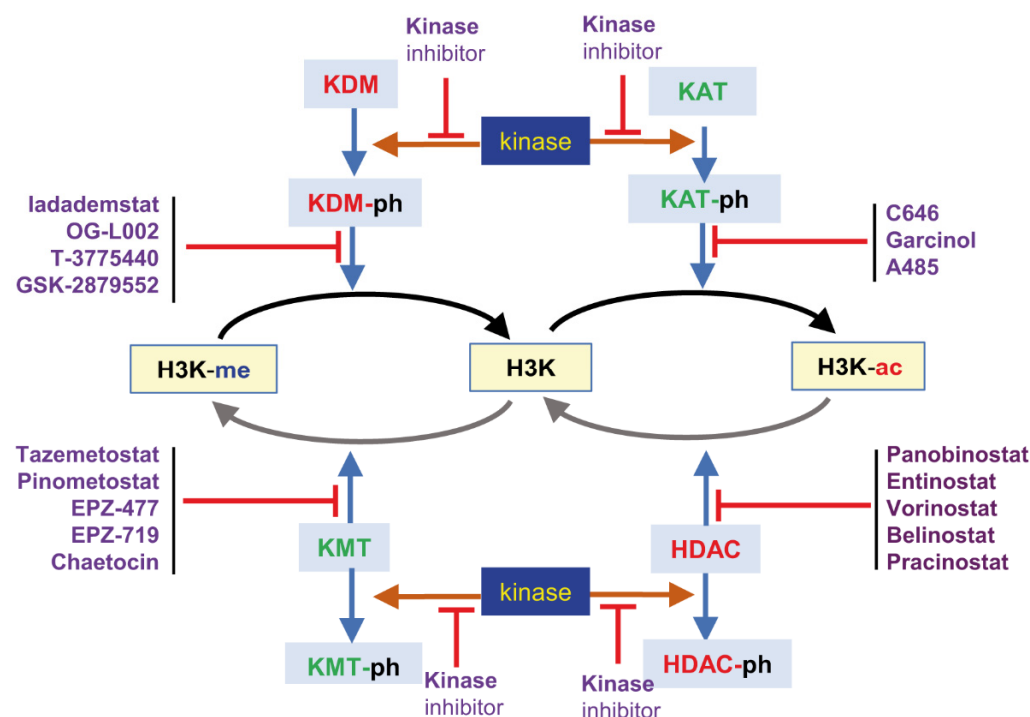 Kinase
inhibitor
Kinase
inhibitor
KDM
KAT
kinase
KDM-ph
KAT-ph
Iadademstat
OG-L002
T-3775440
GSK-2879552
C646
Garcinol
A485
H3K-me
H3K
H3K-ac
Tazemetostat
Pinometostat
EPZ-477
EPZ-719
Chaetocin
Panobinostat
Entinostat
Vorinostat
Belinostat
Pracinostat
KMT
HDAC
kinase
KMT-ph
HDAC-ph
Kinase
inhibitor
Kinase
inhibitor